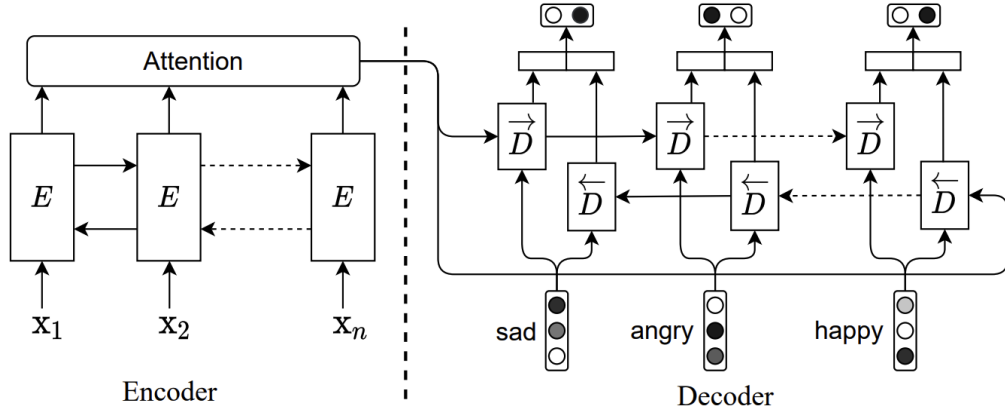 Attention
E E E
x₁ x₂ xₙ
Encoder
→D →D →D
←D ←D ←D
sad angry happy
Decoder